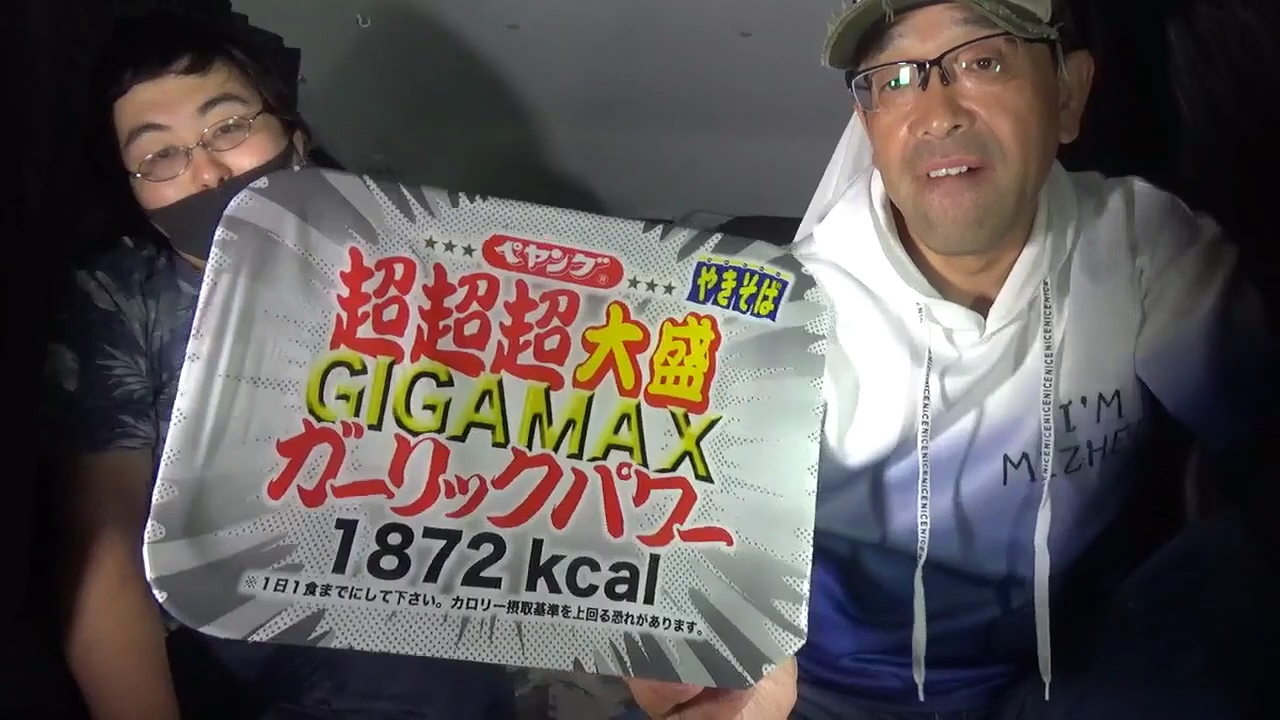 ペヤング
やきそば
超超超大盛
GIGAMAX
ガーリックパワー
1872 kcal
※1日1食までにして下さい。カロリー摂取基準を上回る恐れがあります。
NICENICENICENICENICENICE
NICENICENICENICENICENICE
I'M